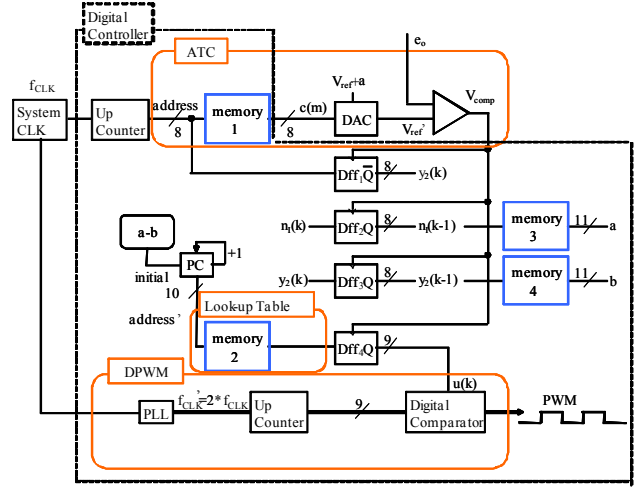 Digital
Controller
ATC
e_o
f_CLK
V_ref+a
V_comp
System
CLK
Up
Counter
address
8
memory
1
8
c(m)
DAC
V_ref'
Dff₁Q̅
8
y₂(k)
n₁(k)
Dff₂Q
8
n₁(k-1)
memory
3
11
a
a-b
+1
PC
initial
10
y₂(k)
Dff₃Q
8
y₂(k-1)
memory
4
11
b
Look-up Table
address'
memory
2
Dff₄Q
9
DPWM
u(k)
PLL
f_CLK'=2*f_CLK
Up
Counter
9
Digital
Comparator
PWM